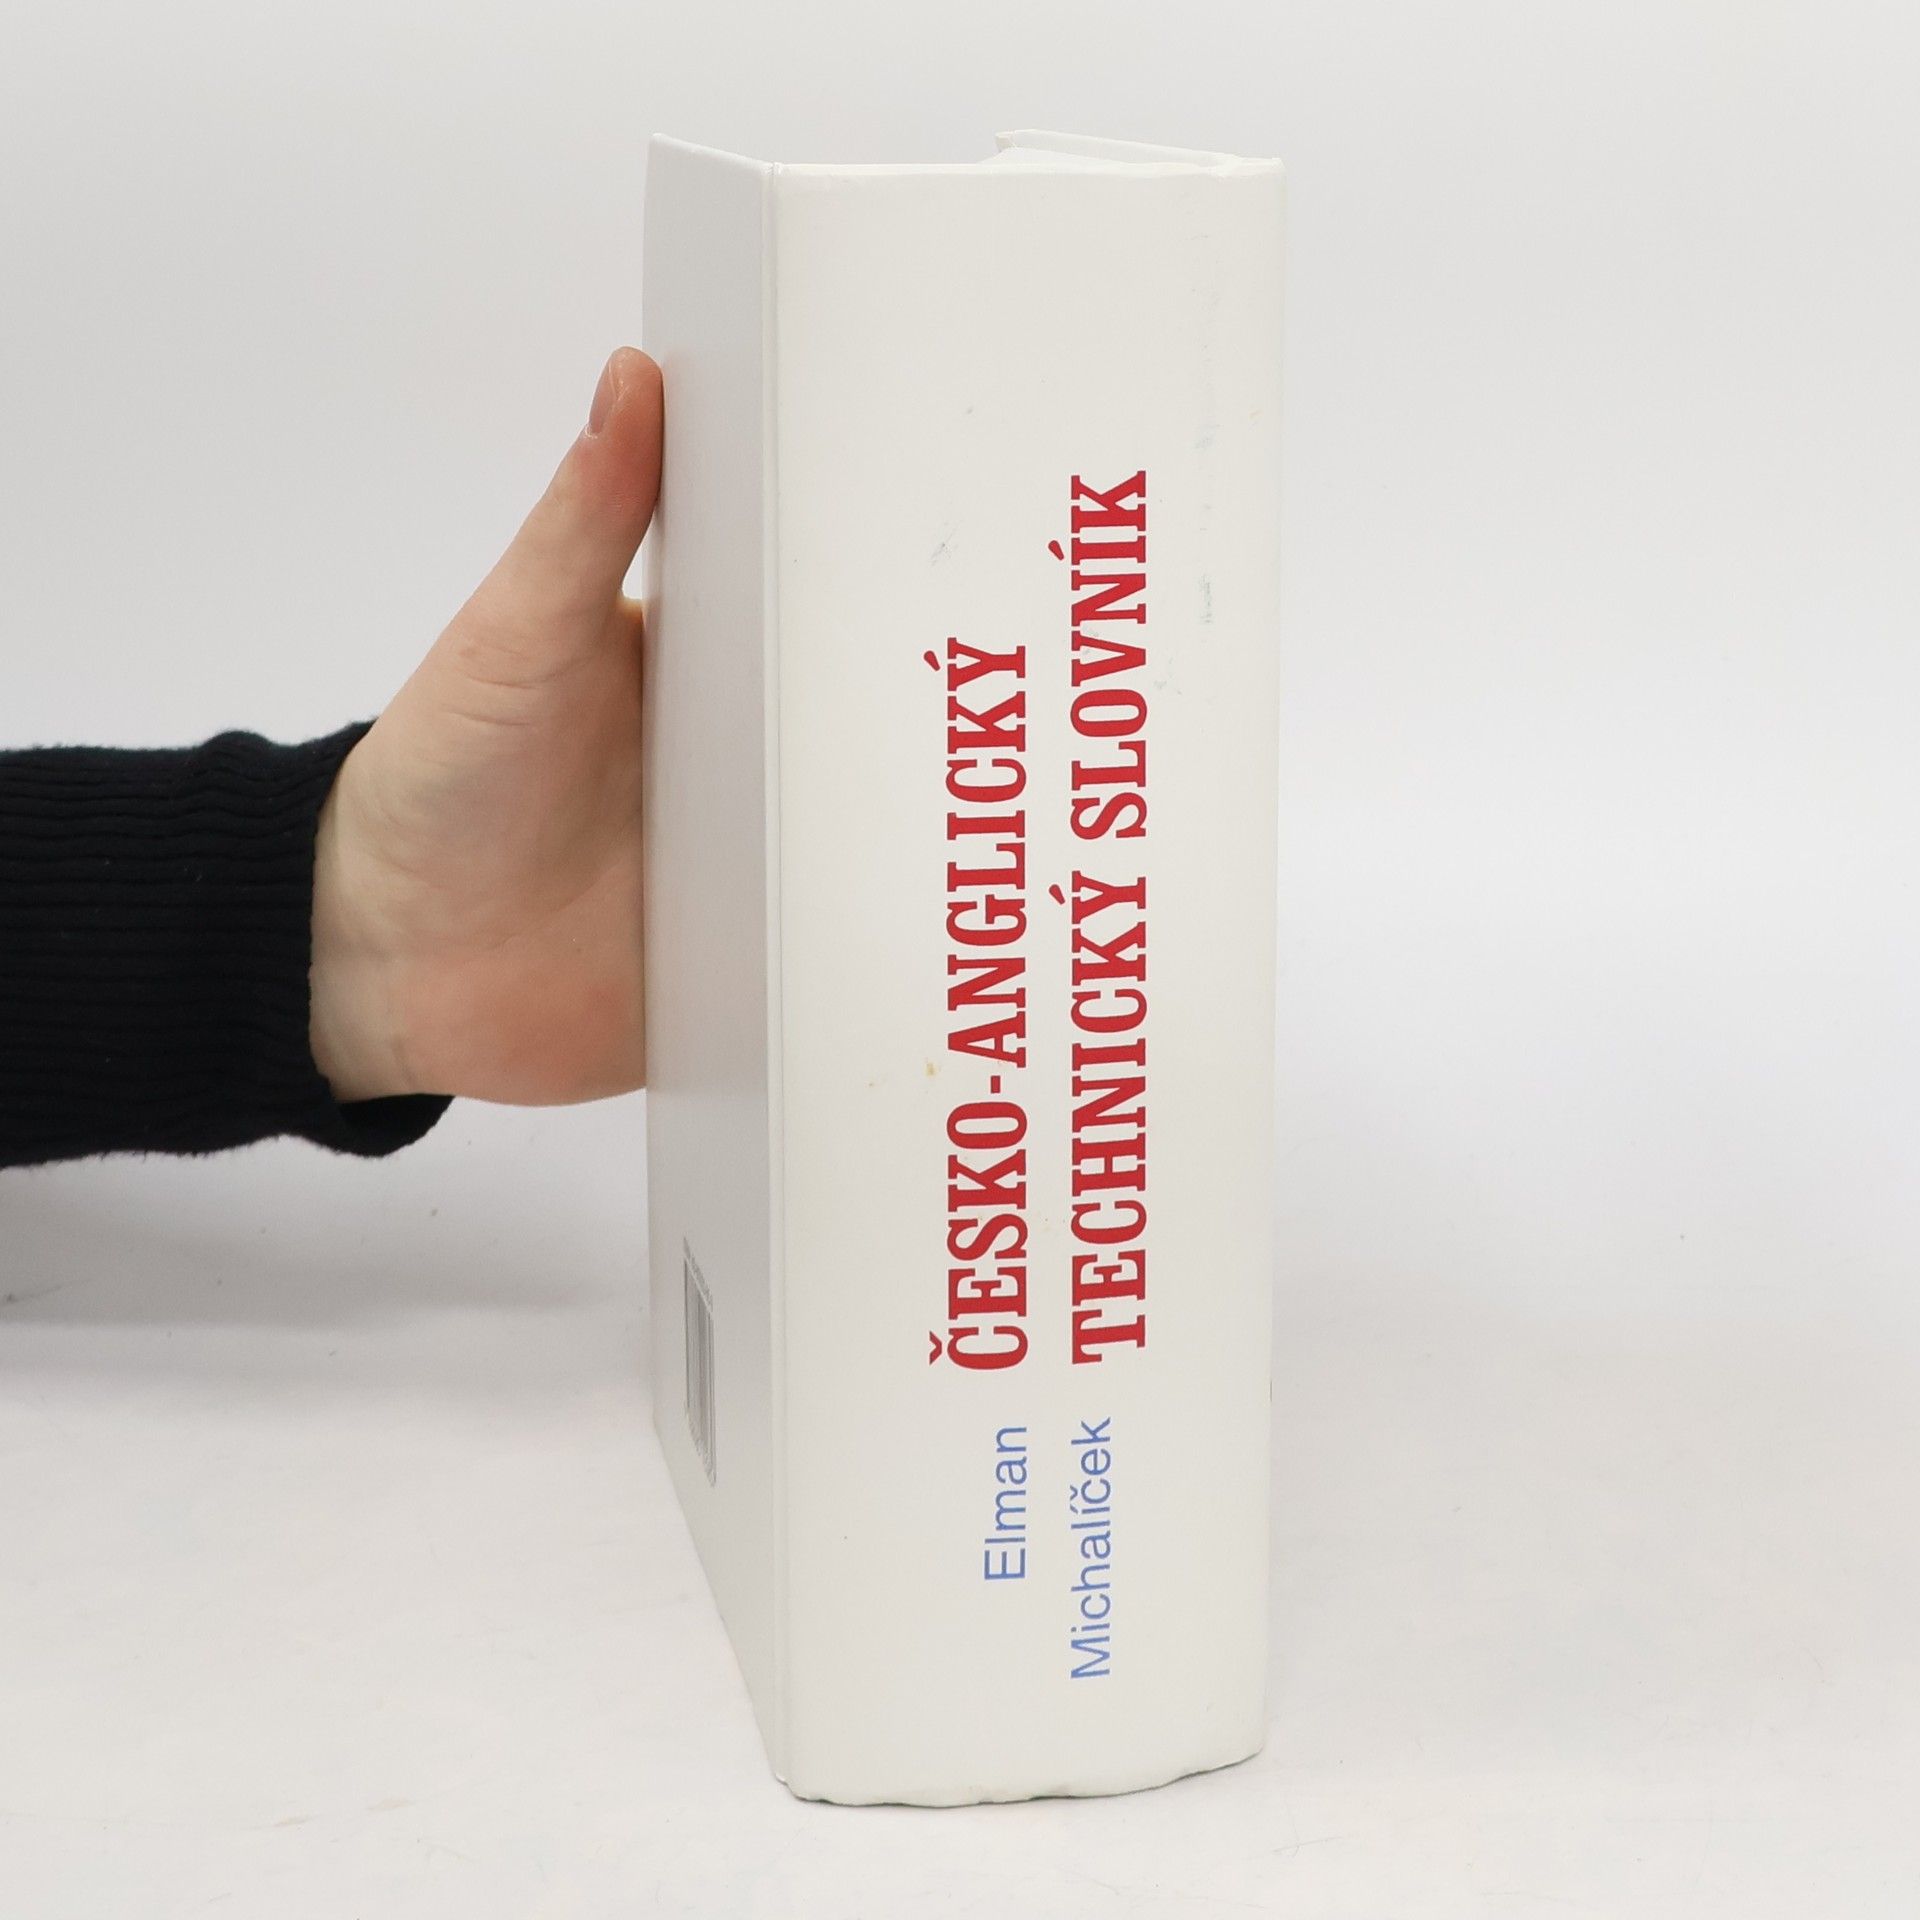 Elman
Michalíček
ČESKO-ANGLICKÝ
TECHNICKÝ SLOVNÍK